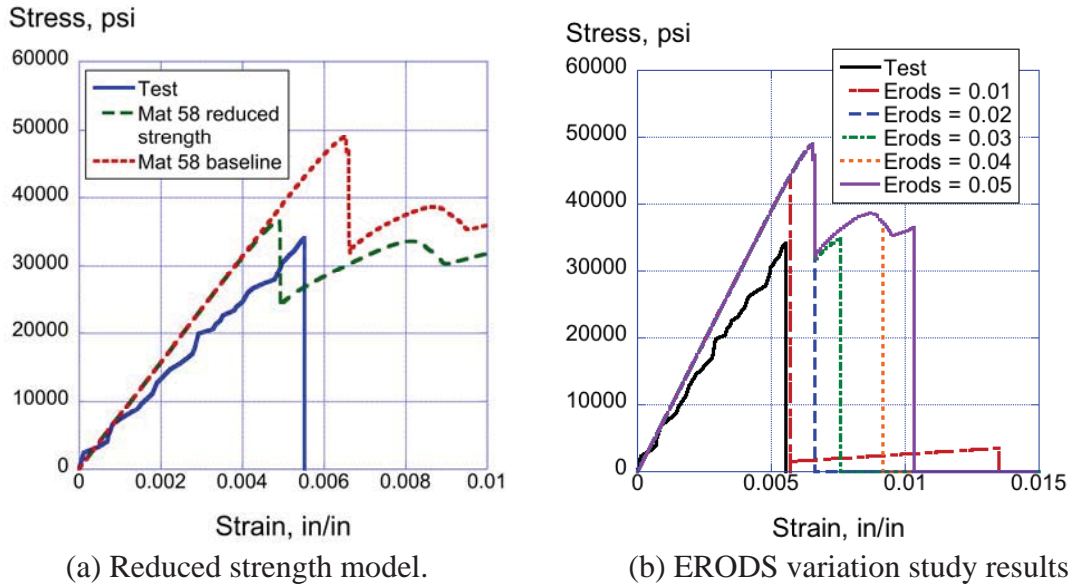 Stress, psi
60000
50000
40000
30000
20000
10000
0
Test
Mat 58 reduced
strength
Mat 58 baseline
0
0.002
0.004
0.006
0.008
0.01
Strain, in/in
(a) Reduced strength model.
Stress, psi
60000
50000
40000
30000
20000
10000
0
Test
Erods = 0.01
Erods = 0.02
Erods = 0.03
Erods = 0.04
Erods = 0.05
0
0.005
0.01
0.015
Strain, in/in
(b) ERODS variation study results